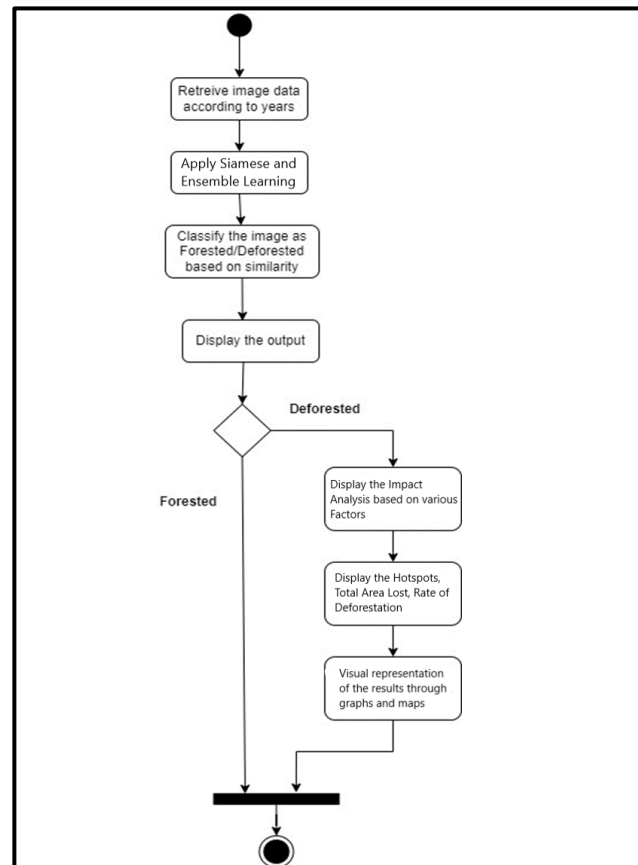 Retreive image data
according to years
Apply Siamese and
Ensemble Learning
Classify the image as
Forested/Deforested
based on similarity
Display the output
Deforested
Forested
Display the Impact
Analysis based on various
Factors
Display the Hotspots,
Total Area Lost, Rate of
Deforestation
Visual representation
of the results through
graphs and maps